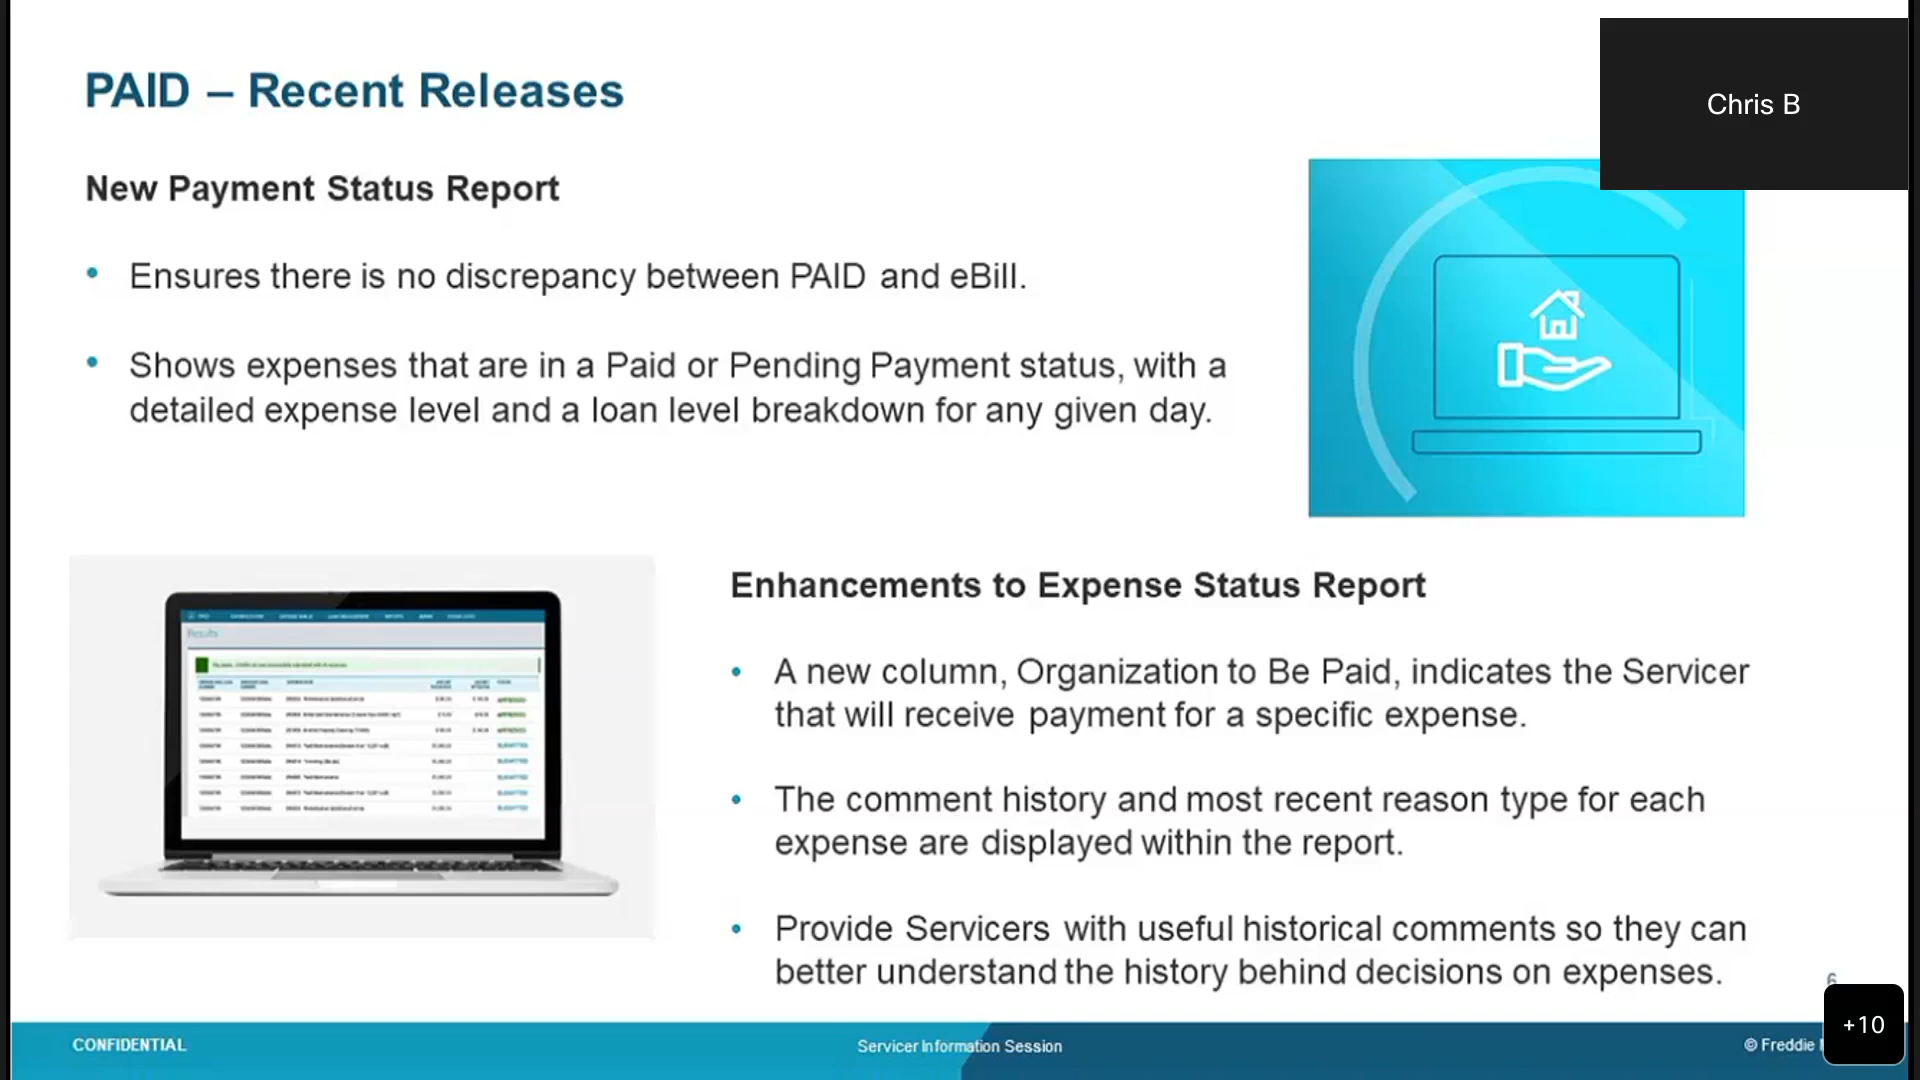 PAID – Recent Releases
Chris B
New Payment Status Report
• Ensures there is no discrepancy between PAID and eBill.
• Shows expenses that are in a Paid or Pending Payment status, with a
detailed expense level and a loan level breakdown for any given day.
Results
Enhancements to Expense Status Report
• A new column, Organization to Be Paid, indicates the Servicer
that will receive payment for a specific expense.
• The comment history and most recent reason type for each
expense are displayed within the report.
• Provide Servicers with useful historical comments so they can
better understand the history behind decisions on expenses.
6
+10
CONFIDENTIAL
Servicer Information Session
© Freddie